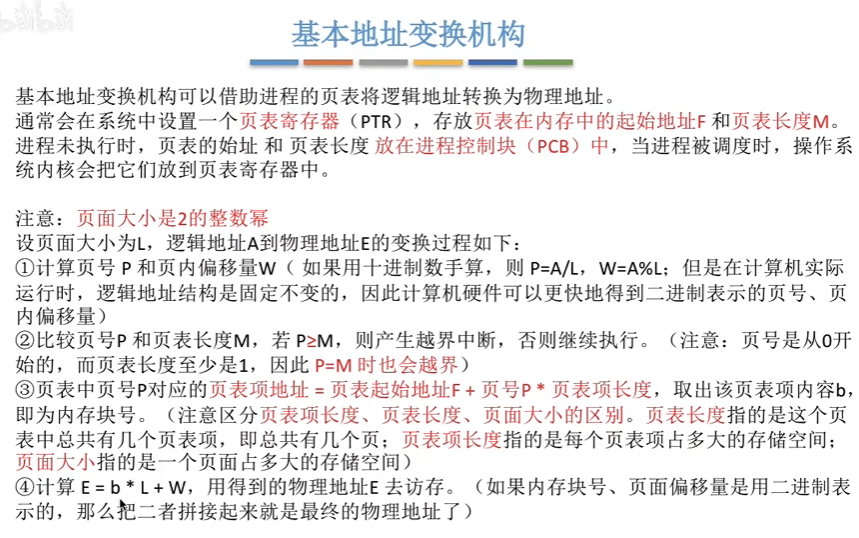 基本地址变换机构
基本地址变换机构可以借助进程的页表将逻辑地址转换为物理地址。
通常会在系统中设置一个页表寄存器（PTR），存放页表在内存中的起始地址F 和页表长度M。
进程未执行时，页表的始址 和 页表长度 放在进程控制块（PCB）中，当进程被调度时，操作系
统内核会把它们放到页表寄存器中。
注意：页面大小是2的整数幂
设页面大小为L，逻辑地址A到物理地址E的变换过程如下：
①计算页号 P 和页内偏移量W（ 如果用十进制数手算，则 P=A/L，W=A%L；但是在计算机实际
运行时，逻辑地址结构是固定不变的，因此计算机硬件可以更快地得到二进制表示的页号、页
内偏移量）
②比较页号P 和页表长度M，若 P≥M，则产生越界中断，否则继续执行。（注意：页号是从0开
始的，而页表长度至少是1，因此 P=M 时也会越界）
③页表中页号P对应的页表项地址 = 页表起始地址F + 页号P * 页表项长度，取出该页表项内容b，
即为内存块号。（注意区分页表项长度、页表长度、页面大小的区别。页表长度指的是这个页
表中总共有几个页表项，即总共有几个页；页表项长度指的是每个页表项占多大的存储空间；
页面大小指的是一个页面占多大的存储空间）
④计算 E = b * L + W，用得到的物理地址E 去访存。（如果内存块号、页面偏移量是用二进制表
示的，那么把二者拼接起来就是最终的物理地址了）